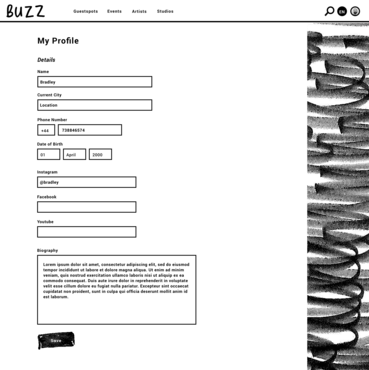 BUZZ
Guestspots Events Artists Studios
EN
My Profile
Details
Name
Bradley
Current City
Location
Phone Number
+44 738846574
Date of Birth
01 April 2000
Instagram
@bradley
Facebook
Youtube
Biography
Lorem ipsum dolor sit amet, consectetur adipiscing elit, sed do eiusmod
tempor incididunt ut labore et dolore magna aliqua. Ut enim ad minim
veniam, quis nostrud exercitation ullamco laboris nisi ut aliquip ex ea
commodo consequat. Duis aute irure dolor in reprehenderit in voluptate
velit esse cillum dolore eu fugiat nulla pariatur. Excepteur sint occaecat
cupidatat non proident, sunt in culpa qui officia deserunt mollit anim id
est laborum.
Save